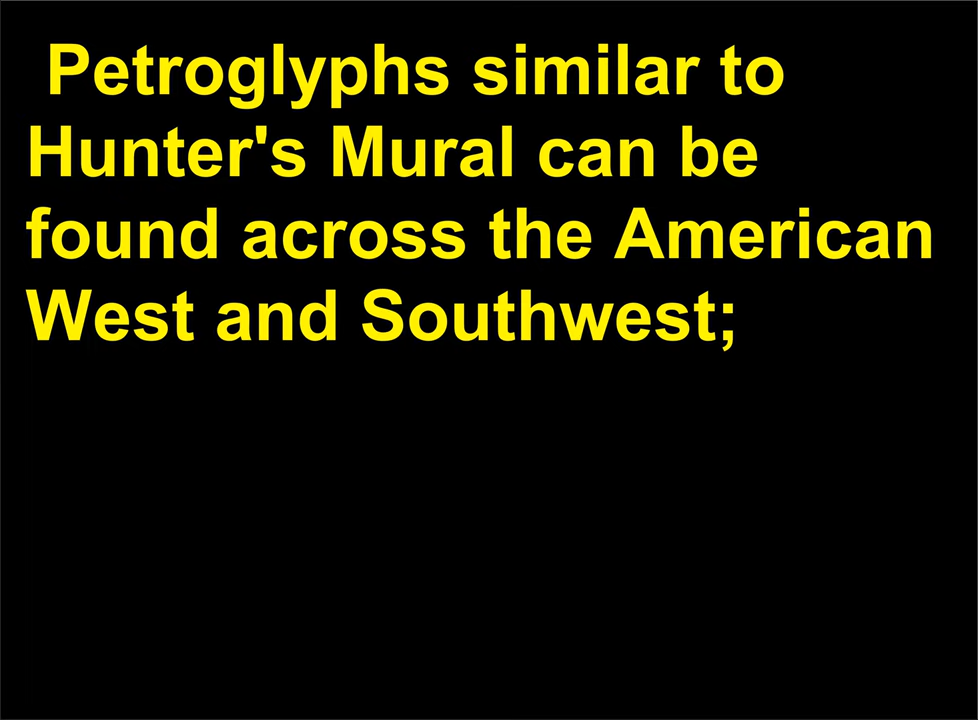 Petroglyphs similar to
Hunter's Mural can be
found across the American
West and Southwest;